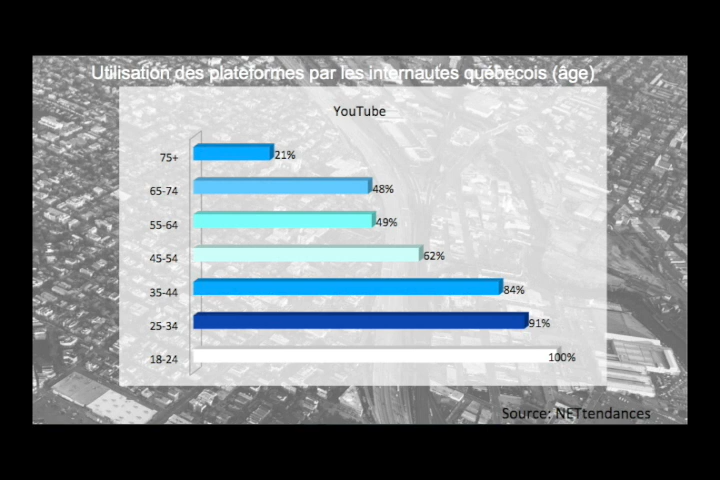 Utilisation des plateformes par les internautes québécois (âge)
YouTube
75+ 21%
65-74 48%
55-64 49%
45-54 62%
35-44 84%
25-34 91%
18-24 100%
Source: NETtendances